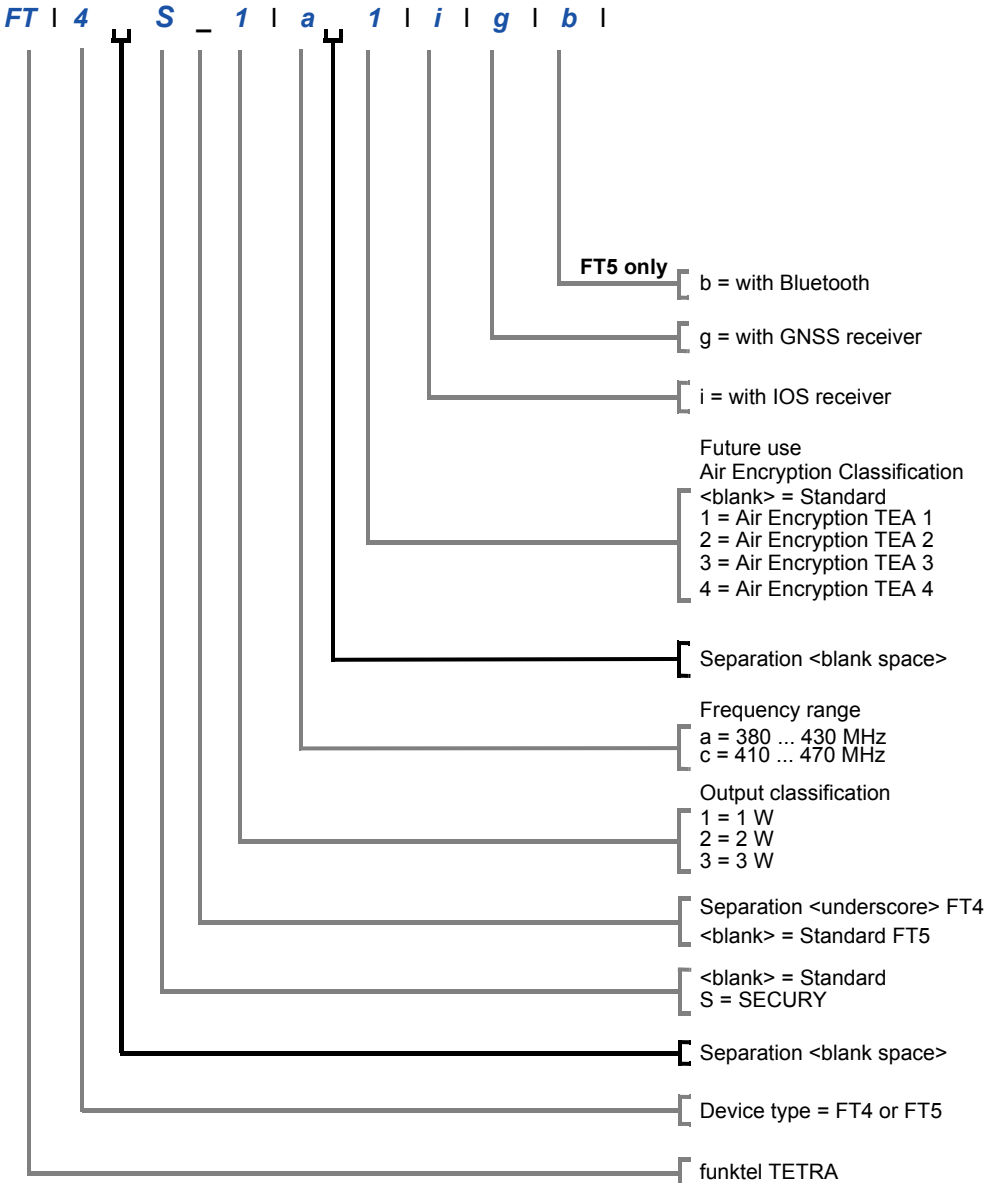 FT | 4 S _ 1 | a 1 | i | g | b |
FT5 only
b = with Bluetooth
g = with GNSS receiver
i = with IOS receiver
Future use
Air Encryption Classification
<blank> = Standard
1 = Air Encryption TEA 1
2 = Air Encryption TEA 2
3 = Air Encryption TEA 3
4 = Air Encryption TEA 4
Separation <blank space>
Frequency range
a = 380 ... 430 MHz
c = 410 ... 470 MHz
Output classification
1 = 1 W
2 = 2 W
3 = 3 W
Separation <underscore> FT4
<blank> = Standard FT5
<blank> = Standard
S = SECURY
Separation <blank space>
Device type = FT4 or FT5
funktel TETRA